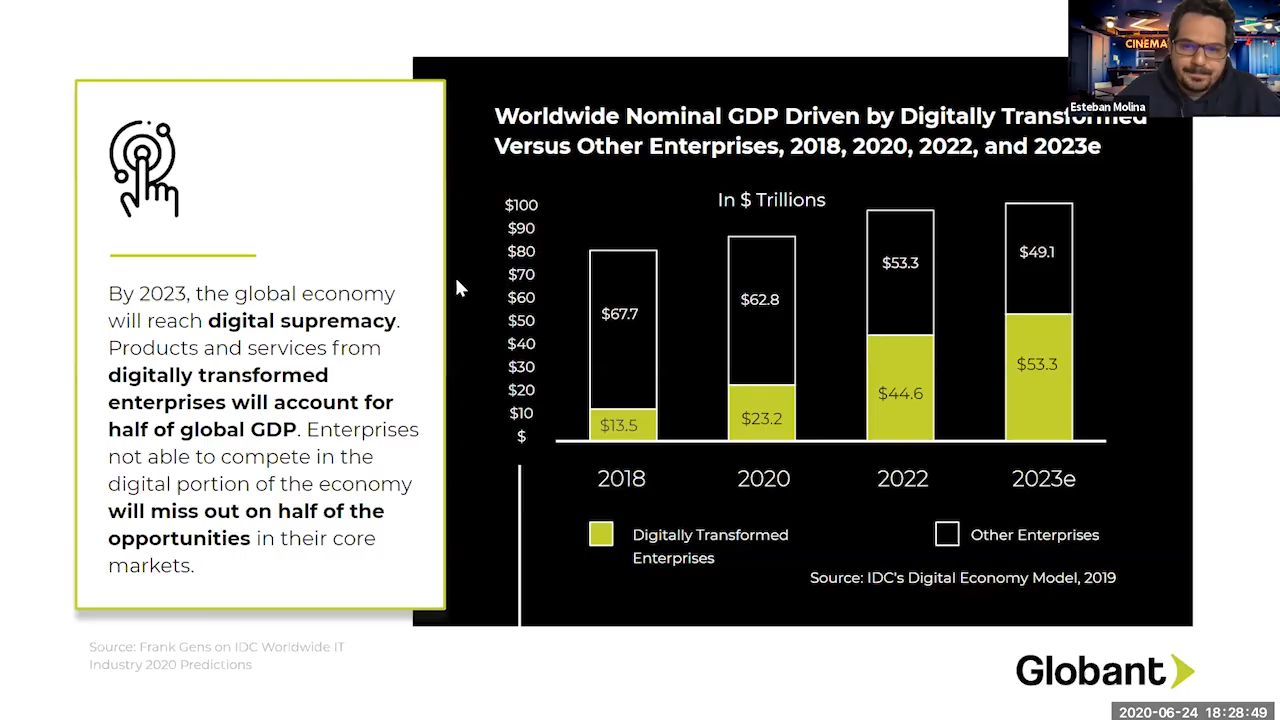 CINEMA
Esteban Molina
Worldwide Nominal GDP Driven by Digitally Transformed
Versus Other Enterprises, 2018, 2020, 2022, and 2023e
In $ Trillions
$100
$90
$80
$70
$60
$50
$40
$30
$20
$10
$
$67.7
$13.5
$62.8
$23.2
$53.3
$44.6
$49.1
$53.3
2018
2020
2022
2023e
Digitally Transformed
Enterprises
Other Enterprises
Source: IDC's Digital Economy Model, 2019
By 2023, the global economy
will reach digital supremacy.
Products and services from
digitally transformed
enterprises will account for
half of global GDP. Enterprises
not able to compete in the
digital portion of the economy
will miss out on half of the
opportunities in their core
markets.
Source: Frank Gens on IDC Worldwide IT
Industry 2020 Predictions
Globant
2020-06-24 18:28:49